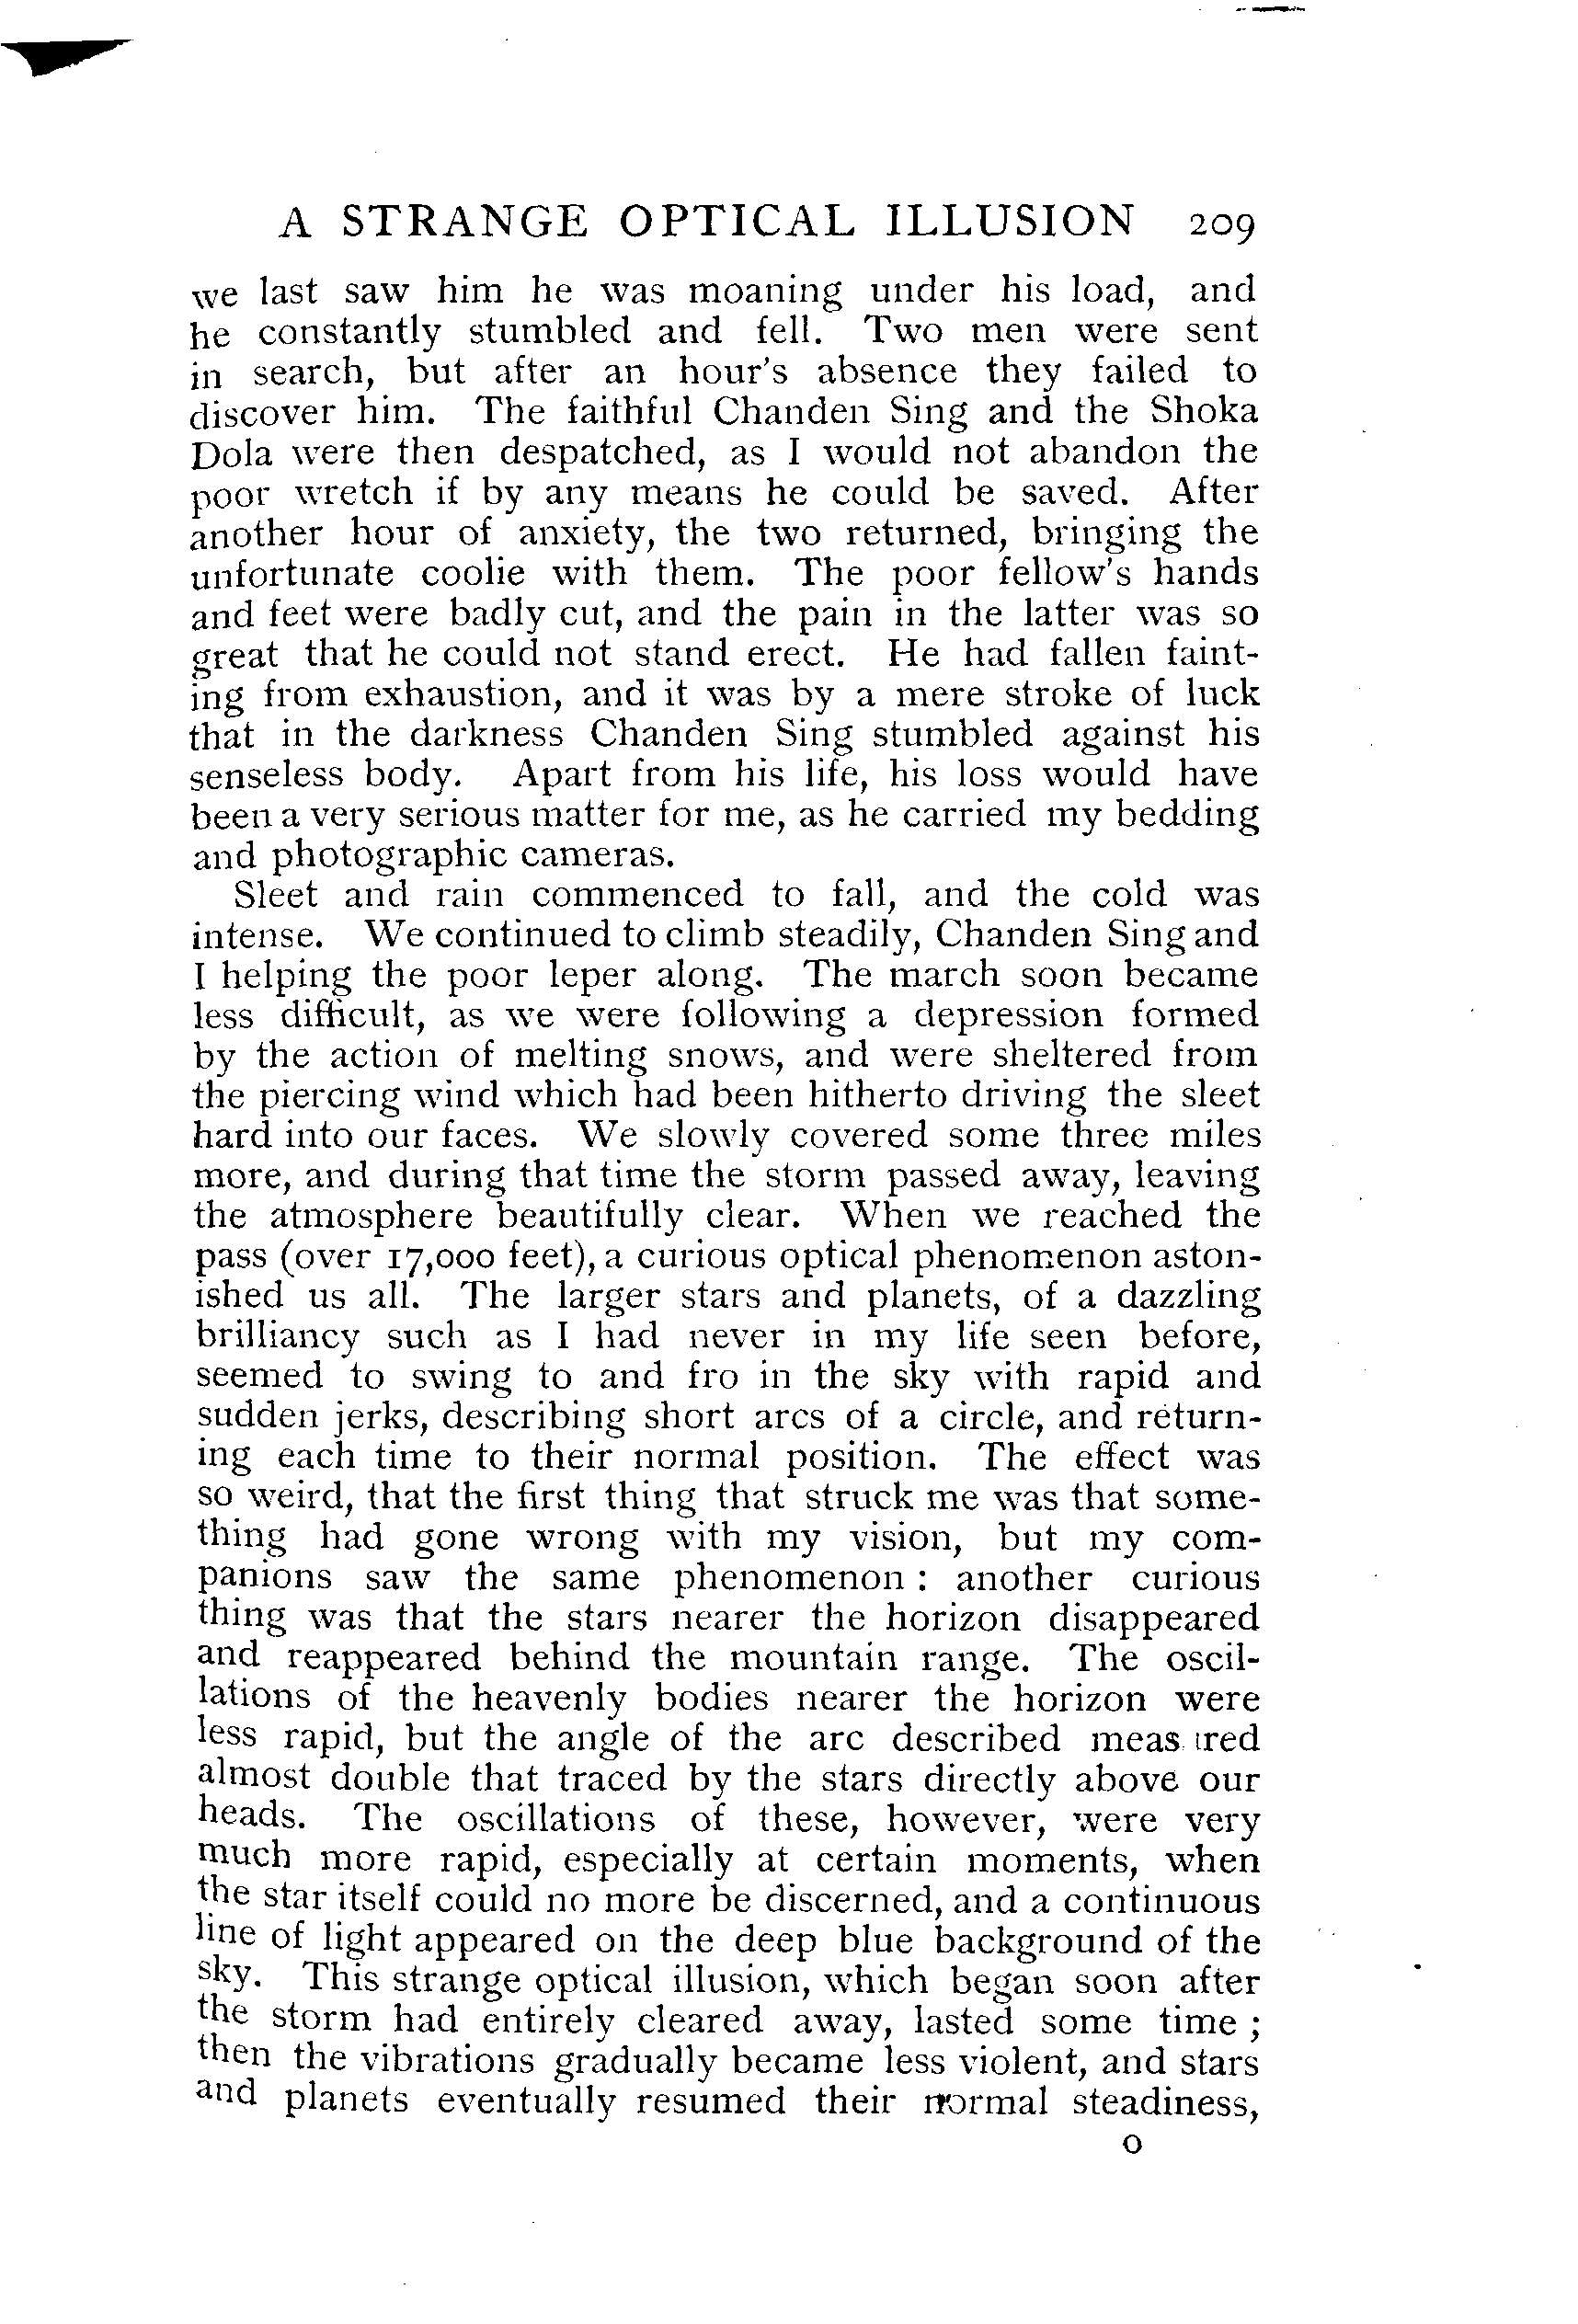 A STRANGE OPTICAL ILLUSION 209
we last saw him he was moaning under his load, and
he constantly stumbled and fell. Two men were sent
in search, but after an hour's absence they failed to
discover him. The faithful Chanden Sing and the Shoka
Dola were then despatched, as I would not abandon the
poor wretch if by any means he could be saved. After
another hour of anxiety, the two returned, bringing the
unfortunate coolie with them. The poor fellow's hands
and feet were badly cut, and the pain in the latter was so
great that he could not stand erect. He had fallen faint-
ing from exhaustion, and it was by a mere stroke of luck
that in the darkness Chanden Sing stumbled against his
senseless body. Apart from his life, his loss would have
been a very serious matter for me, as he carried my bedding
and photographic cameras.
Sleet and rain commenced to fall, and the cold was
intense. We continued to climb steadily, Chanden Sing and
I helping the poor leper along. The march soon became
less difficult, as we were following a depression formed
by the action of melting snows, and were sheltered from
the piercing wind which had been hitherto driving the sleet
hard into our faces. We slowly covered some three miles
more, and during that time the storm passed away, leaving
the atmosphere beautifully clear. When we reached the
pass (over 17,000 feet), a curious optical phenomenon aston-
ished us all. The larger stars and planets, of a dazzling
brilliancy such as I had never in my life seen before,
seemed to swing to and fro in the sky with rapid and
sudden jerks, describing short arcs of a circle, and return-
ing each time to their normal position. The effect was
so weird, that the first thing that struck me was that some-
thing had gone wrong with my vision, but my com-
panions saw the same phenomenon : another curious
thing was that the stars nearer the horizon disappeared
and reappeared behind the mountain range. The oscil-
lations of the heavenly bodies nearer the horizon were
less rapid, but the angle of the arc described measured
almost double that traced by the stars directly above our
heads. The oscillations of these, however, were very
much more rapid, especially at certain moments, when
the star itself could no more be discerned, and a continuous
line of light appeared on the deep blue background of the
sky. This strange optical illusion, which began soon after
the storm had entirely cleared away, lasted some time ;
then the vibrations gradually became less violent, and stars
and planets eventually resumed their normal steadiness,
O